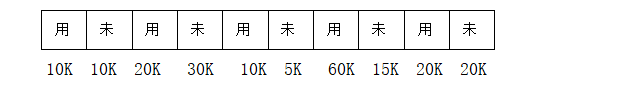 用 未 用 未 用 未 用 未 用 未
10K 10K 20K 30K 10K 5K 60K 15K 20K 20K